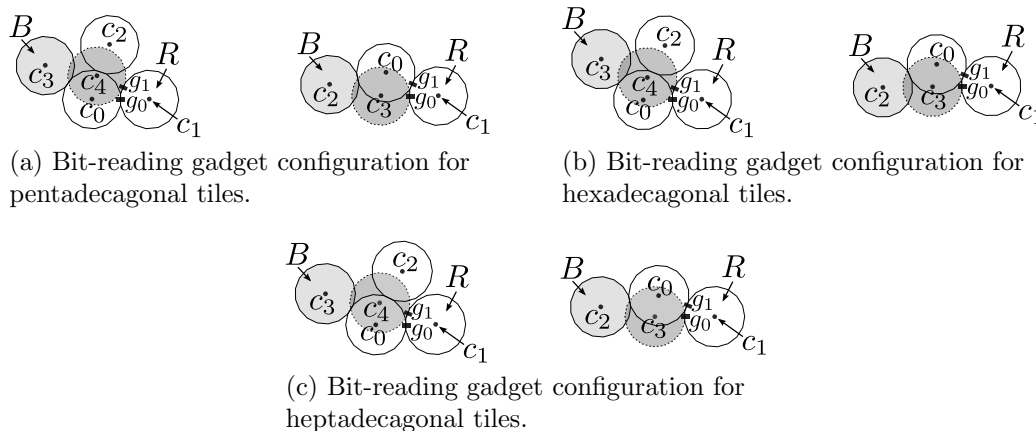 B c₂ R
c₃ c₄ g₁
c₀ g₀
c₁
B c₀ R
c₂ c₃ g₁
g₀
c₁
B c₂ R
c₃ c₄ g₁
c₀ g₀
c₁
c₀ R
B g₁
c₂ c₃ g₀
c₁
(a) Bit-reading gadget configuration for
pentadecagonal tiles.
(b) Bit-reading gadget configuration for
hexadecagonal tiles.
B c₂ R
c₃ c₄ g₁
c₀ g₀
c₁
B c₀ R
c₂ c₃ g₁
g₀
c₁
(c) Bit-reading gadget configuration for
heptadecagonal tiles.